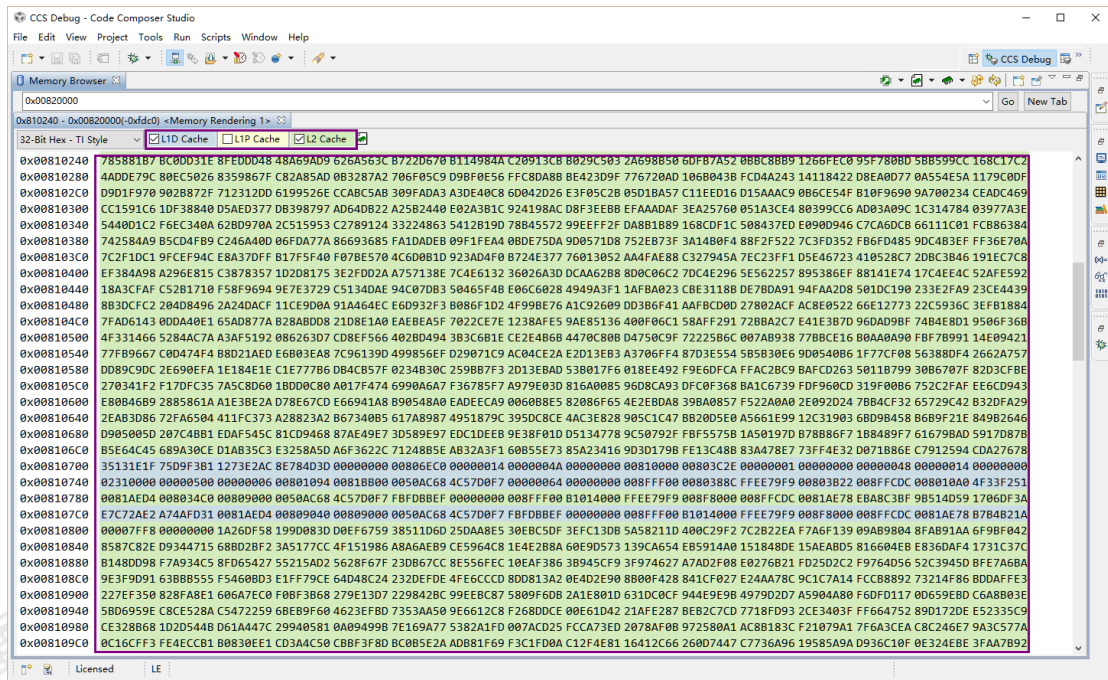 CCS Debug - Code Composer Studio
File Edit View Project Tools Run Scripts Window Help
CCS Debug
Memory Browser
0x00820000
Go New Tab
0x810240 - 0x00820000(-0xfdc0) <Memory Rendering 1>
32-Bit Hex - TI Style L1D Cache L1P Cache L2 Cache
0x00810240 785881B7 BC0DD31E 8FEDDD48 48A69AD9 626A563C B722D670 B114984A C20913CB B029C503 2A698B50 6DFB7A52 0BBC8BB9 1266FEC0 95F780BD 5BB599CC 168C17C2
0x00810280 4ADDE79C 80EC5026 8359867F C82A85AD 0B3287A2 706F05C9 D9BF0E56 FFC8DA8B BE423D9F 776720AD 106B043B FCD4A243 14118422 D8EA0D77 0A554E5A 1179C0DF
0x008102C0 D9D1F970 902B872F 712312DD 6199526E CCABC5AB 309FADA3 A3DE40C8 6D042D26 E3F05C2B 05D1BA57 C11EED16 D15AAAC9 0B6CE54F B10F9690 9A700234 CEADC469
0x00810300 CC1591C6 1DF38840 D5AED377 DB398797 AD64DB22 A25B2440 E02A3B1C 924198AC D8F3EEBB EFAAADAF 3EA25760 051A3CE4 80399CC6 AD03A09C 1C314784 03977A3E
0x00810340 5440D1C2 F6EC340A 62BD970A 2C515953 C2789124 30224863 5412B19D 78B45572 99EEFF2F DA8B1B89 168CDF1C 508437ED E090D946 C7CA6DCB 66111C01 FCB86384
0x00810380 742584A9 B5CD4FB9 C246A40D 06FDA77A 86693685 FA1DADEB 09F1FEA4 0BDE75DA 9D0571D8 752EB73F 3A14B0F4 88F2F522 7C3FD352 FB6FD485 9DC4B3EF FF36E70A
0x008103C0 7C2F1DC1 9FCEF94C E8A37DFF B17F5F40 F07BE570 4C6D0B1D 923AD4F0 B724E377 76013052 AA4FAE88 C327945A 7EC23FF1 D5E46723 410528C7 2DBC3B46 191EC7C8
0x00810400 EF384A98 A296E815 C3878357 1D2D8175 3E2FDD2A A757138E 7C4E6132 36026A3D DCAA62B8 8D0C06C2 7DC4E296 5E562257 895386EF 88141E74 17C4EE4C 52AFE592
0x00810440 18A3CFAF C52B1710 F58F9694 9E7E3729 C5134DAE 94C07DB3 50465F4B E06C6028 4949A3F1 1AFBA023 CBE3118B DE7BDA91 94FAA2D8 501DC190 233E2FA9 23CE4439
0x00810480 8B3DCFC2 204D8496 2A24DACF 11CE9D0A 91A464EC E6D932F3 B086F1D2 4F99BE76 A1C92609 DD3B6F41 AAFBCD0D 27802ACF AC8E0522 66E12773 22C5936C 3EFB1884
0x008104C0 7FAD6143 0DDA40E1 65AD877A B28ABDD8 21D8E1A0 EAEBEA5F 7022CE7E 1238AFE5 9AE85136 400F06C1 58AFF291 72BBA2C7 E41E3B7D 96DAD9BF 74B4E8D1 9506F36B
0x00810500 4F331466 5284AC7A A3AF5192 086263D7 CD8EF566 402BD494 3B3C6B1E CE2E4B6B 4470C80B D4750C9F 72225B6C 007AB938 77BBCE16 B0AA0A90 FBF7B991 14E09421
0x00810540 77FB9667 C0D474F4 B8D21AED E6B03EA8 7C96139D 499856EF D29071C9 AC04CE2A E2D13EB3 A3706FF4 87D3E554 5B5B30E6 9D0540B6 1F77CF08 56388DF4 2662A757
0x00810580 DD89C9DC 2E690EFA 1E184E1E C1E777B6 DB4CB57F 0234B30C 259BB7F3 2D13EBAD 53B017F6 018EE492 F9E6DFCA FFAC2BC9 BAFCD263 5011B799 30B6707F 82D3CFBE
0x008105C0 270341F2 F17DFC35 7A5C8D60 1BDD0C80 A017F474 6990A6A7 F36785F7 A979E03D 816A0085 96D8CA93 DFC0F368 BA1C6739 FDF960CD 319F00B6 752C2FAF EE6CD943
0x00810600 E80B46B9 2885861A A1E3BE2A D78E67CD E66941A8 B90548A0 EADEECA9 0060B8E5 82086F65 4E2EBDA8 39BA0857 F522A0A0 2E092D24 7BB4CF32 65729C42 B32DFA29
0x00810640 2EAB3D86 72FA6504 411FC373 A28823A2 B67340B5 617A8987 4951879C 395DC8CE 4AC3E828 905C1C47 BB20D5E0 A5661E99 12C31903 6BD9B458 B6B9F21E 849B2646
0x00810680 D905005D 207C4BB1 EDAF545C 81CD9468 87AE49E7 3D589E97 EDC1DEEB 9E38F01D D5134778 9C50792F FBF5575B 1A50197D B78B86F7 1B8489F7 61679BAD 5917D87B
0x008106C0 B5E64C45 689A30CE D1AB35C3 E3258A5D A6F3622C 71248B5E AB32A3F1 60B55E73 85A23416 9D3D179B FE13C48B 83A478E7 73FF4E32 D071B86E C7912594 CDA27678
0x00810700 35131E1F 75D9F3B1 1273E2AC 8E784D3D 00000000 00806EC0 00000014 0000004A 00000000 00810000 00803C2E 00000001 00000000 00000048 00000014 00000000
0x00810740 02310000 00000500 00000006 00801094 0081BB00 0050AC68 4C57D0F7 00000064 00000000 008FFF00 0080388C FFEE79F9 00803B22 008FFCDC 008010A0 4F33F251
0x00810780 0081AED4 008034C0 00809000 0050AC68 4C57D0F7 FBFDBBEF 00000000 008FFF00 B1014000 FFEE79F9 008F8000 008FFCDC 0081AE78 EBA8C3BF 9B514D59 1706DF3A
0x008107C0 E7C72AE2 A74AFD31 0081AED4 00809040 00809000 0050AC68 4C57D0F7 FBFDBBEF 00000000 008FFF00 B1014000 FFEE79F9 008F8000 008FFCDC 0081AE78 B7B4B21A
0x00810800 00007FF8 00000000 1A26DF58 199D083D D0EF6759 38511D6D 25DAA8E5 30EBC5DF 3EFC13DB 5A58211D 400C29F2 7C2B22EA F7A6F139 09AB9804 8FAB91AA 6F9BF042
0x00810840 8587C82E D9344715 68BD2BF2 3A5177CC 4F151986 A8A6AEB9 CE5964C8 1E4E2B8A 60E9D573 139CA654 EB5914A0 151848DE 15AEABD5 816604EB E836DAF4 1731C37C
0x00810880 B148DD98 F7A934C5 8FD65427 55215AD2 5628F67F 23DB67CC 8E556FEC 10EAF386 3B945CF9 3F974627 A7AD2F08 E0276B21 FD25D2C2 F9764D56 52C3945D BFE7A6BA
0x008108C0 9E3F9D91 63BBB555 F5460BD3 E1FF79CE 64D48C24 232DEFDE 4FE6CCCD 8DD813A2 0E4D2E90 8B00F428 841CF027 E24AA78C 9C1C7A14 FCCB8892 73214F86 BDDAFFE3
0x00810900 227EF350 828FA8E1 606A7EC0 F0BF3B68 279E13D7 229842BC 99EEBC87 5809F6DB 2A1E801D 631DC0CF 944E9E9B 4979D2D7 A5904A80 F6DFD117 0D659EBD C6A8B03E
0x00810940 5BD6959E C8CE528A C5472259 6BEB9F60 4623EFBD 7353AA50 9E6612C8 F268DDCE 00E61D42 21AFE287 BEB2C7CD 7718FD93 2CE3403F FF664752 89D172DE E52335C9
0x00810980 CE328B68 1D2D544B D61A447C 29940581 0A09499B 7E169A77 5382A1FD 007ACD25 FCCA73ED 2078AF0B 972580A1 AC8B183C F21079A1 7F6A3CEA C8C246E7 9A3C577A
0x008109C0 0C16CFF3 FE4ECCB1 B0830EE1 CD3A4C50 CBBF3F8D BC0B5E2A ADB81F69 F3C1FD0A C12F4E81 16412C66 260D7447 C7736A96 19585A9A D936C10F 0E324EBE 3FAA7B92
Licensed LE